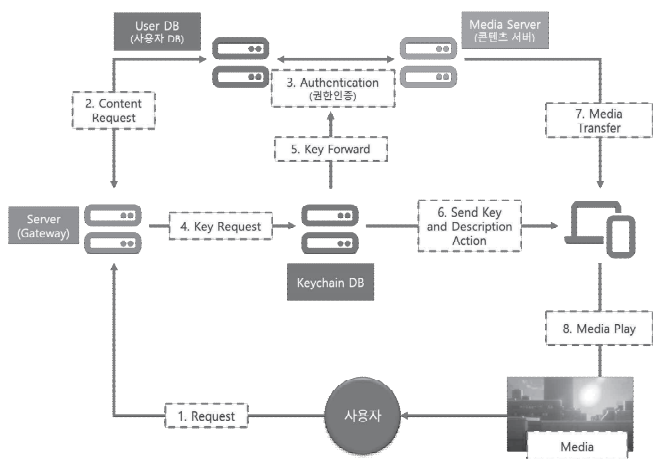 User DB
(사용자 DB)
Media Server
(콘텐츠 서비)
3. Authentication
(권한인증)
2. Content
Request
7. Media
Transfer
5. Key Forward
Server
(Gateway)
4. Key Request
6. Send Key
and Description
Action
Keychain DB
8. Media Play
1. Request
사용자
Media